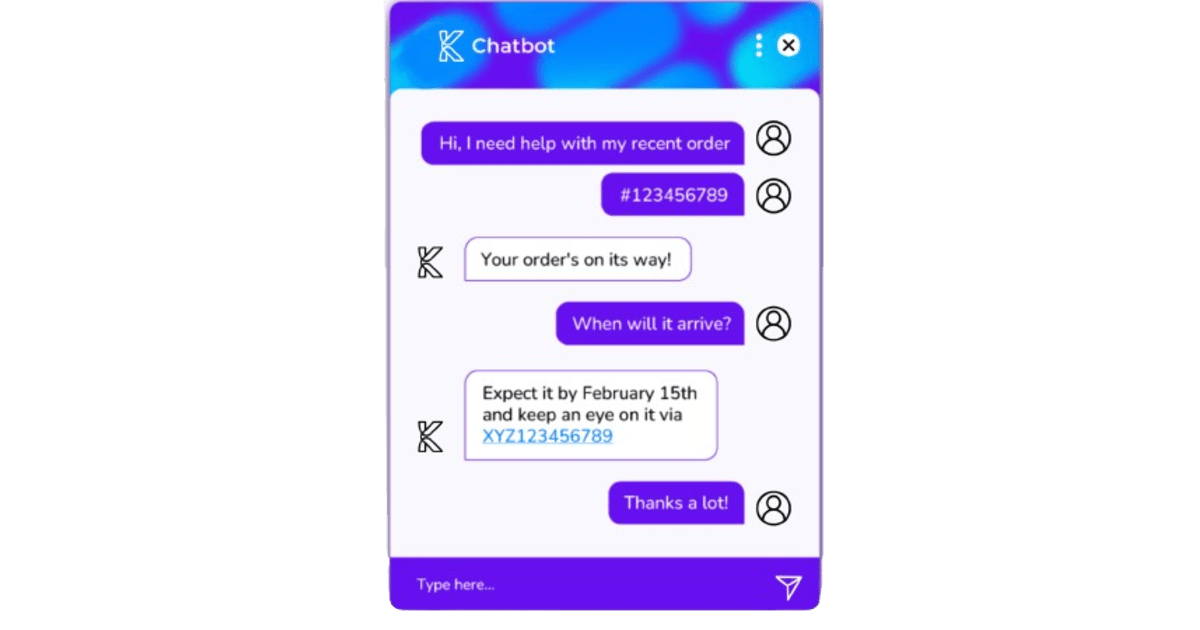 Chatbot
Hi, I need help with my recent order
#123456789
Your order's on its way!
When will it arrive?
Expect it by February 15th
and keep an eye on it via
XYZ123456789
Thanks a lot!
Type here...